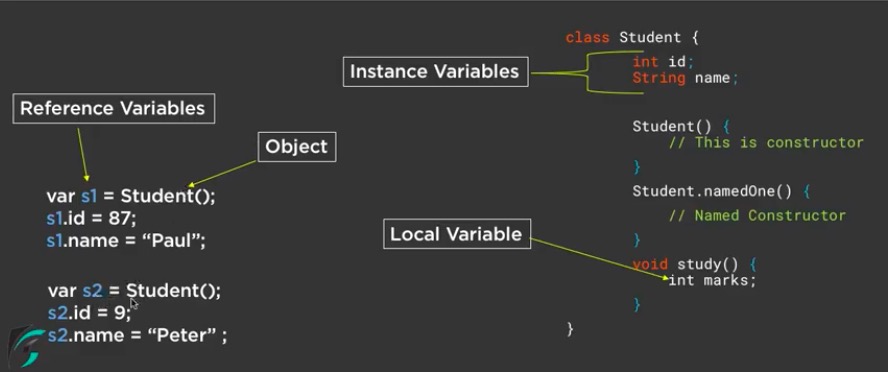 Reference Variables
Object
var s1 = Student();
s1.id = 87;
s1.name = “Paul”;
var s2 = Student();
s2.id = 9;
s2.name = “Peter” ;
Instance Variables
Local Variable
class Student {
int id;
String name;
Student() {
// This is constructor
}
Student.namedOne() {
// Named Constructor
}
void study() {
int marks;
}
}